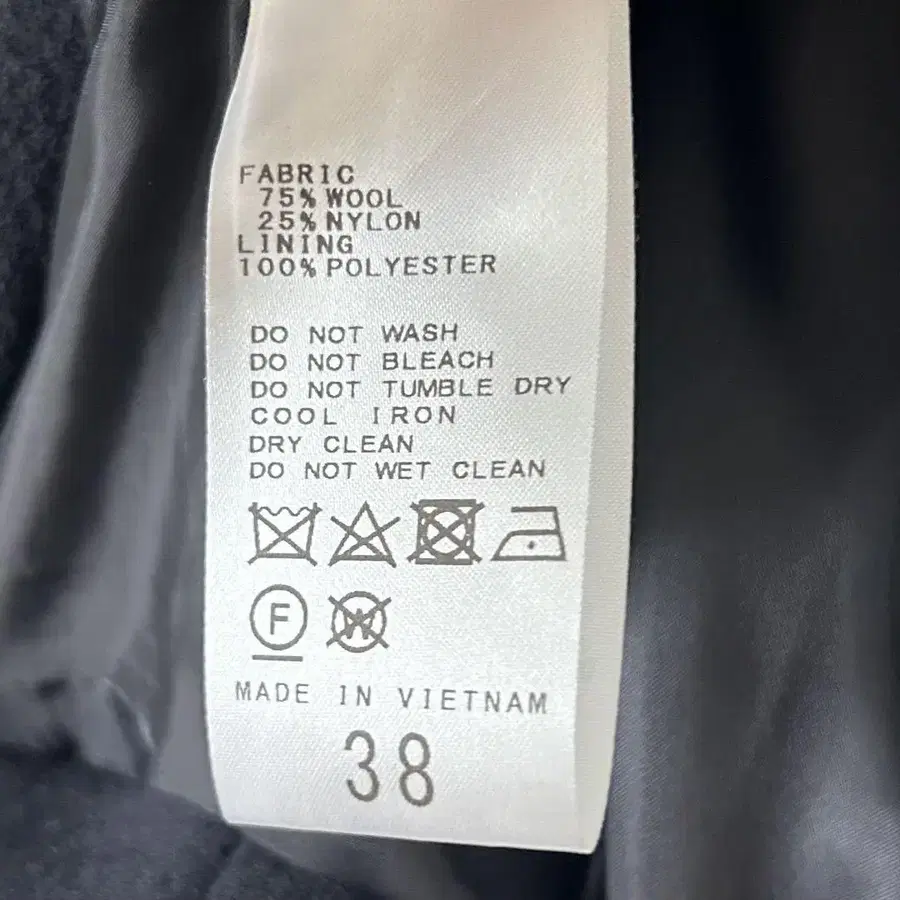 FABRIC
75% WOOL
25% NYLON
LINING
100% POLYESTER
DO NOT WASH
DO NOT BLEACH
DO NOT TUMBLE DRY
COOL IRON
DRY CLEAN
DO NOT WET CLEAN
F W
MADE IN VIETNAM
38